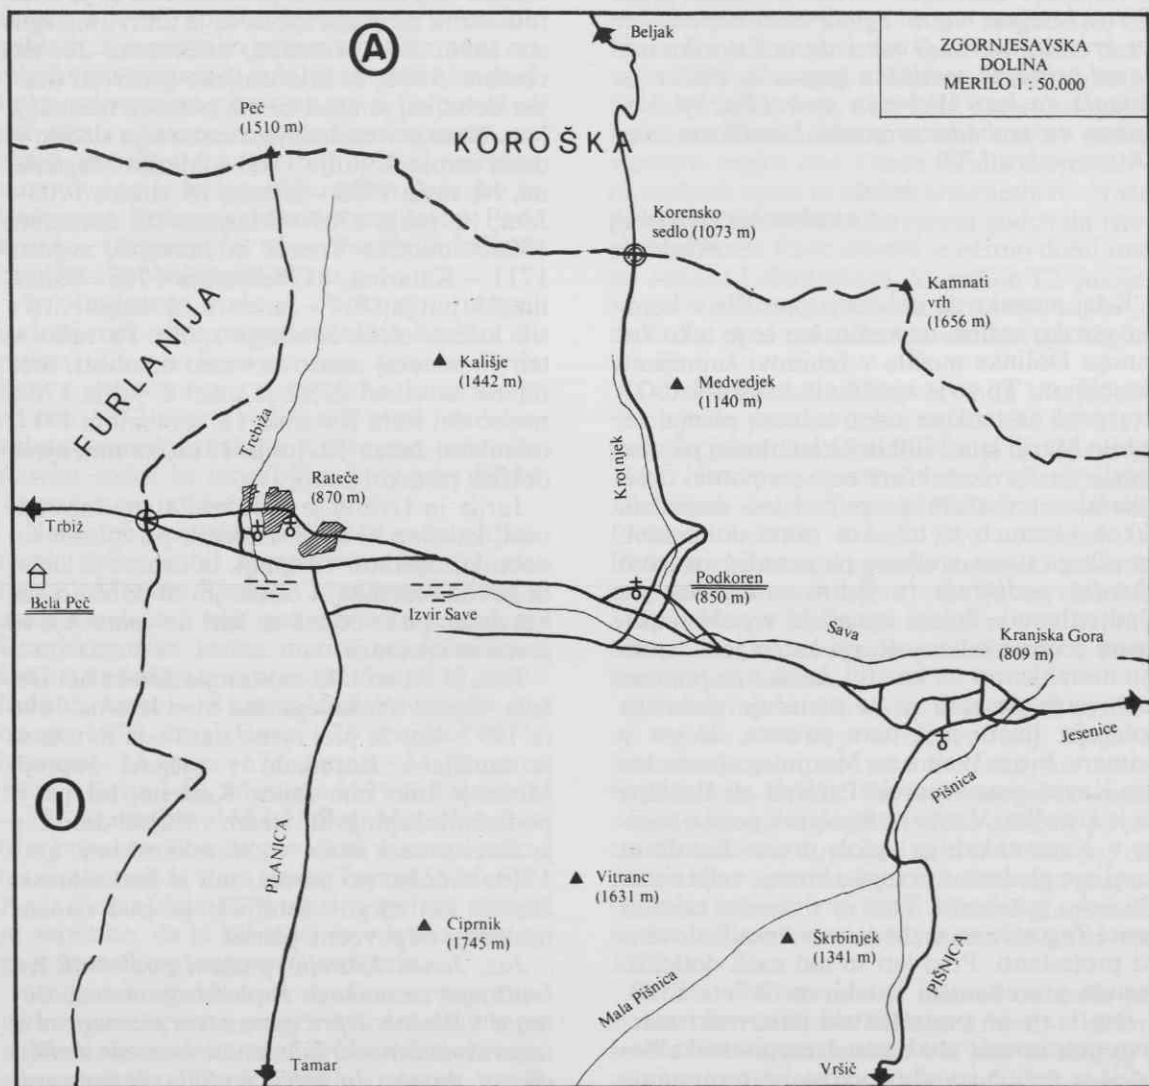 A
Beljak
ZGORNJESAVSKA
DOLINA
MERILO 1 : 50.000
Peč
(1510 m)
KOROŠKA
Korensko
sedlo (1073 m)
Kamnati
vrh
(1656 m)
FURLANIJA
Kališje
(1442 m)
Medvedjek
(1140 m)
Trebiža
Krotnjek
Rateče
(870 m)
Trbiž
Bela Peč
Izvir Save
Podkoren
(850 m)
Sava
Kranjska Gora
(809 m)
Jesenice
Pišnica
I
PLANICA
Vitranc
(1631 m)
Ciprnik
(1745 m)
Škrbinjek
(1341 m)
Mala Pišnica
PIŠNICA
Tamar
Vršič